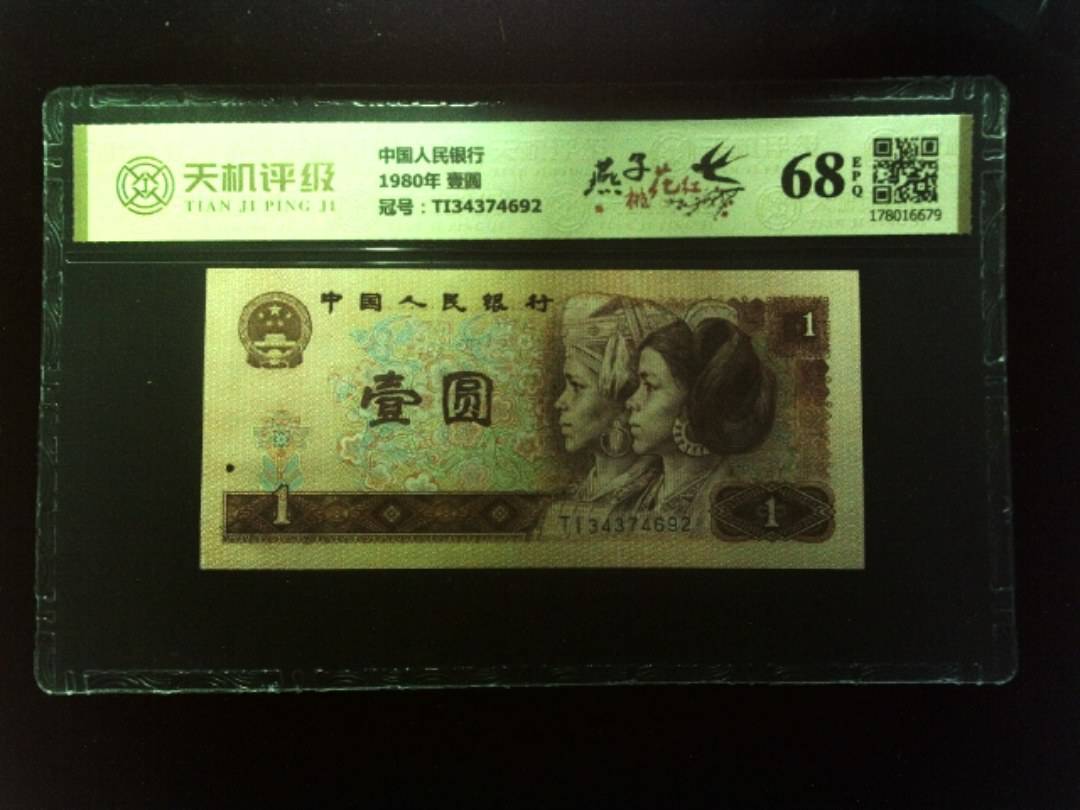 天机评级
TIAN JI PING JI
中国人民银行
1980年 壹圆
冠号：TI34374692
燕子
桃花红
68
EPQ
178016679
中国人民银行
壹圆
1
1
1
TI34374692